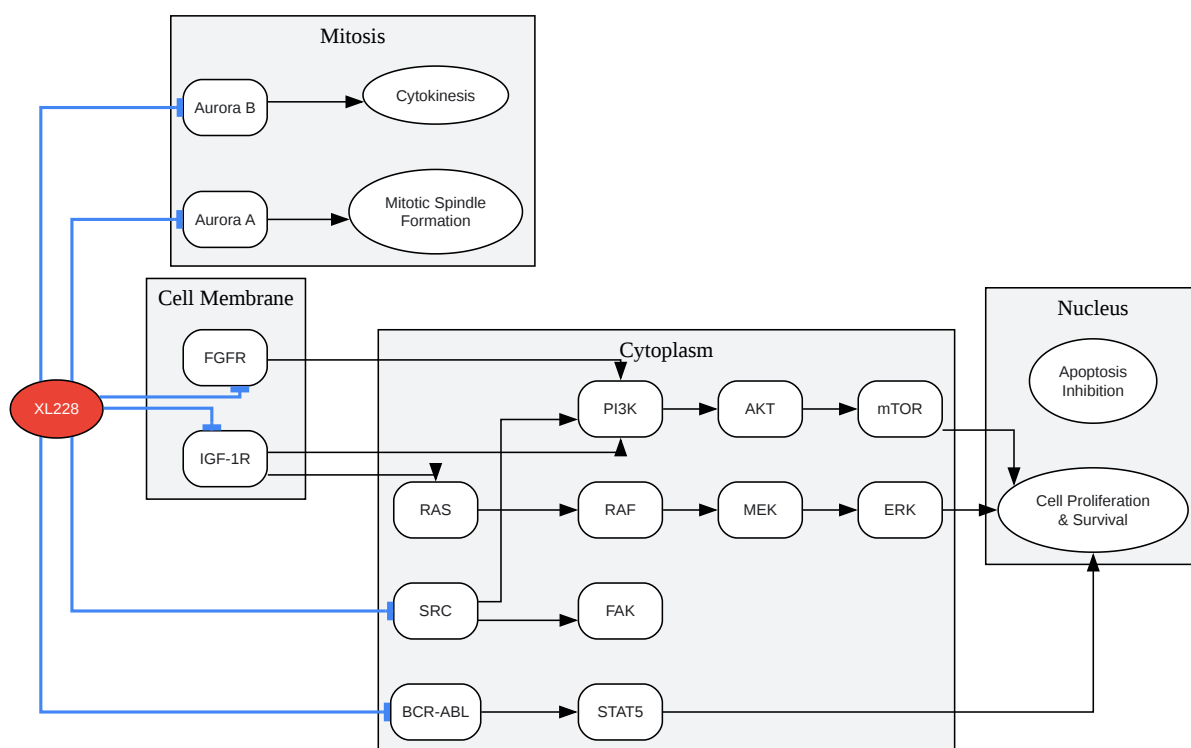 Mitosis
Aurora B
Cytokinesis
Aurora A
Mitotic Spindle
Formation
Cell Membrane
FGFR
IGF-1R
XL228
Cytoplasm
PI3K
AKT
mTOR
RAS
RAF
MEK
ERK
SRC
FAK
BCR-ABL
STAT5
Nucleus
Apoptosis
Inhibition
Cell Proliferation
& Survival